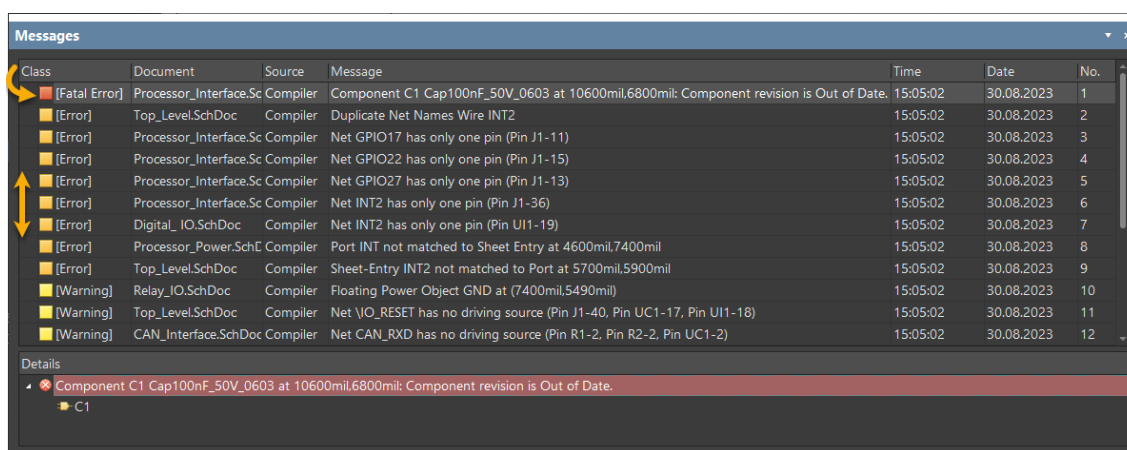 Messages
Class Document Source Message Time Date No.
[Fatal Error] Processor_Interface.Sc Compiler Component C1 Cap100nF_50V_0603 at 10600mil,6800mil: Component revision is Out of Date. 15:05:02 30.08.2023 1
[Error] Top_Level.SchDoc Compiler Duplicate Net Names Wire INT2 15:05:02 30.08.2023 2
[Error] Processor_Interface.Sc Compiler Net GPIO17 has only one pin (Pin J1-11) 15:05:02 30.08.2023 3
[Error] Processor_Interface.Sc Compiler Net GPIO22 has only one pin (Pin J1-15) 15:05:02 30.08.2023 4
[Error] Processor_Interface.Sc Compiler Net GPIO27 has only one pin (Pin J1-13) 15:05:02 30.08.2023 5
[Error] Processor_Interface.Sc Compiler Net INT2 has only one pin (Pin J1-36) 15:05:02 30.08.2023 6
[Error] Digital_ IO.SchDoc Compiler Net INT2 has only one pin (Pin UI1-19) 15:05:02 30.08.2023 7
[Error] Processor_Power.SchD Compiler Port INT not matched to Sheet Entry at 4600mil,7400mil 15:05:02 30.08.2023 8
[Error] Top_Level.SchDoc Compiler Sheet-Entry INT2 not matched to Port at 5700mil,5900mil 15:05:02 30.08.2023 9
[Warning] Relay_IO.SchDoc Compiler Floating Power Object GND at (7400mil,5490mil) 15:05:02 30.08.2023 10
[Warning] Top_Level.SchDoc Compiler Net \IO_RESET has no driving source (Pin J1-40, Pin UC1-17, Pin UI1-18) 15:05:02 30.08.2023 11
[Warning] CAN_Interface.SchDoc Compiler Net CAN_RXD has no driving source (Pin R1-2, Pin R2-2, Pin UC1-2) 15:05:02 30.08.2023 12
Details
Component C1 Cap100nF_50V_0603 at 10600mil,6800mil: Component revision is Out of Date.
C1